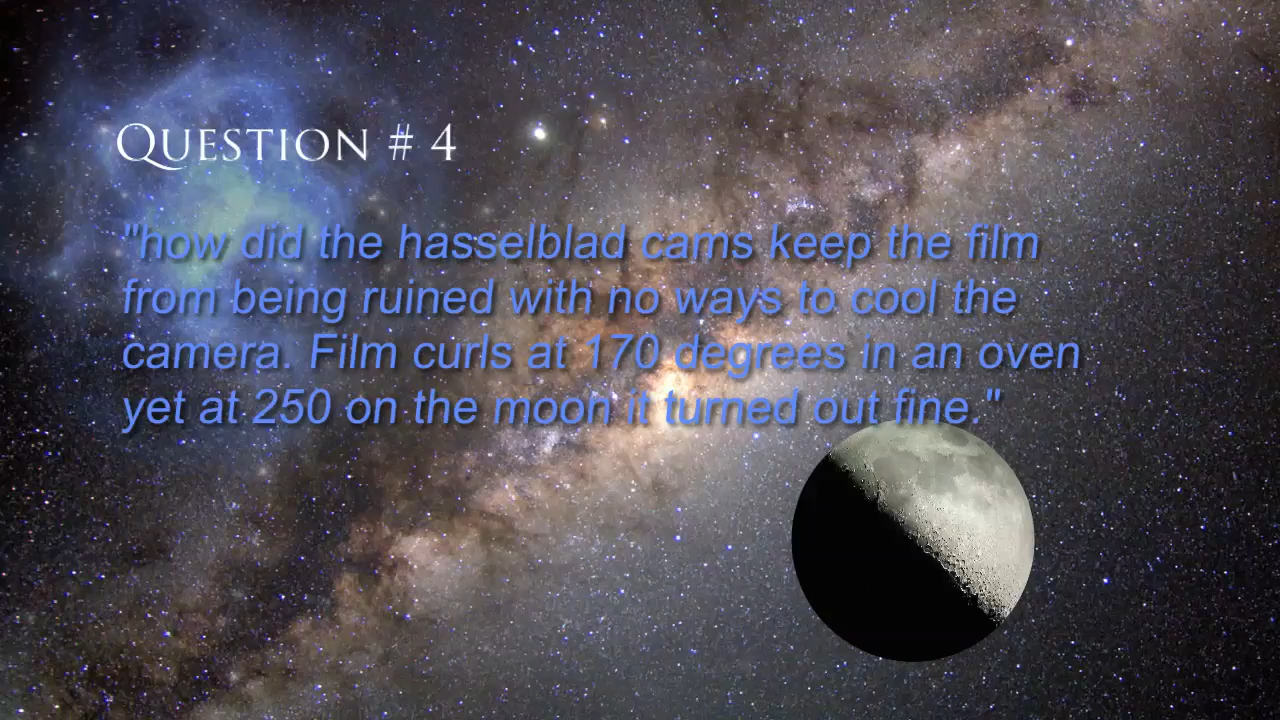 QUESTION # 4
"how did the hasselblad cams keep the film
from being ruined with no ways to cool the
camera. Film curls at 170 degrees in an oven
yet at 250 on the moon it turned out fine."